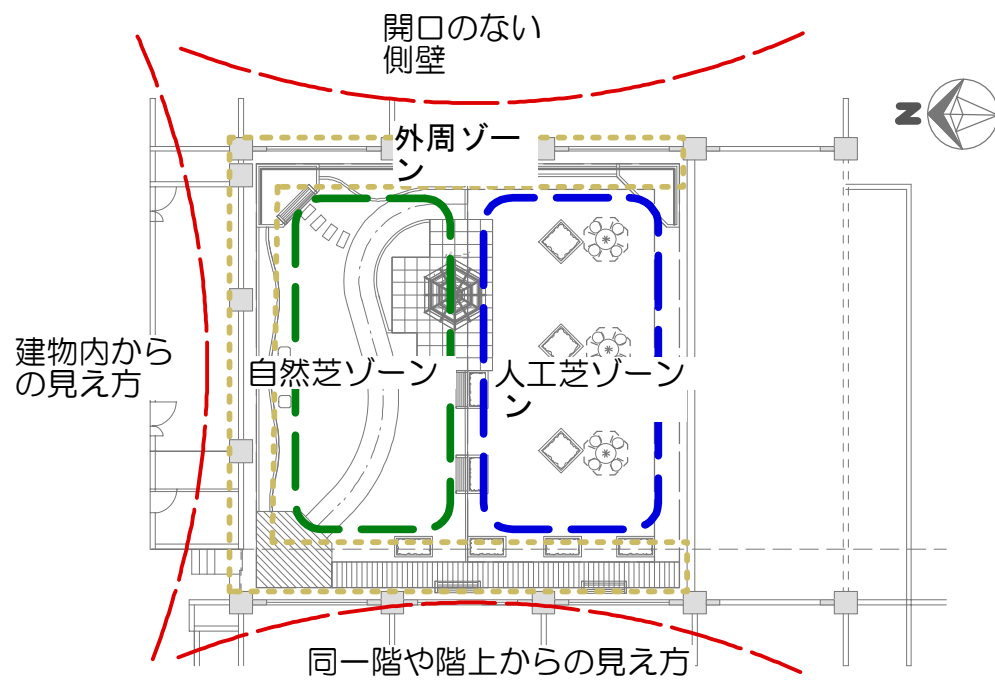 開口のない
側壁
N
外周ゾー
ン
建物内から
の見え方
自然芝ゾーン
人工芝ゾーン
ン
同一階や階上からの見え方